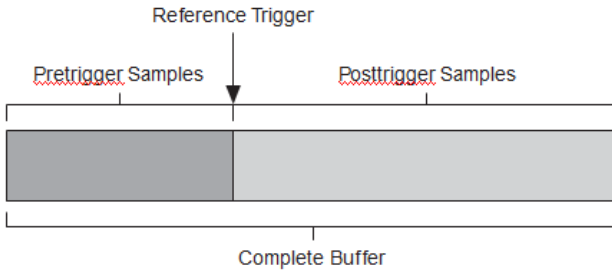 Reference Trigger
Pretrigger Samples
Posttrigger Samples
Complete Buffer